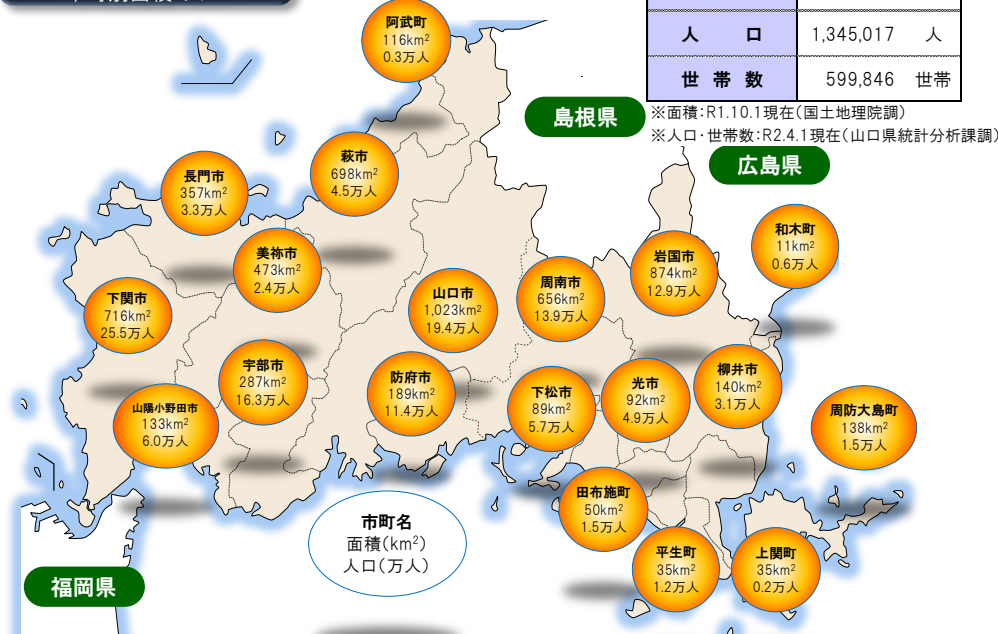 阿武町
116km²
0.3万人
人 口 1,345,017 人
世帯数 599,846 世帯
※面積：R1.10.1現在（国土地理院調）
※人口・世帯数：R2.4.1現在（山口県統計分析課調）
島根県
広島県
萩市
698km²
4.5万人
長門市
357km²
3.3万人
和木町
11km²
0.6万人
美祢市
473km²
2.4万人
岩国市
874km²
12.9万人
下関市
716km²
25.5万人
山口市
1,023km²
19.4万人
周南市
656km²
13.9万人
宇部市
287km²
16.3万人
防府市
189km²
11.4万人
下松市
89km²
5.7万人
光市
92km²
4.9万人
柳井市
140km²
3.1万人
山陽小野田市
133km²
6.0万人
周防大島町
138km²
1.5万人
田布施町
50km²
1.5万人
市町名
面積（km²）
人口（万人）
平生町
35km²
1.2万人
上関町
35km²
0.2万人
福岡県